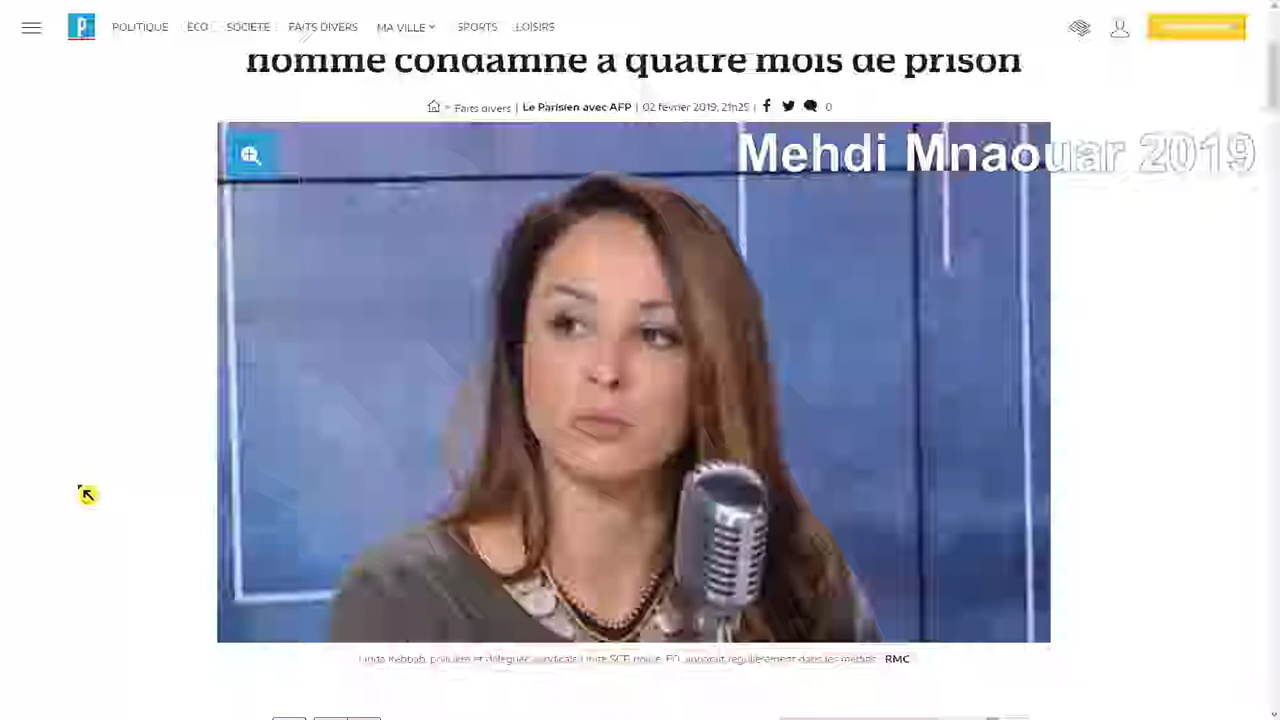 POLITIQUE ECO SOCIÉTÉ FAITS DIVERS MA VILLE SPORTS LOISIRS
homme condamné à quatre mois de prison
Faits divers | Le Parisien avec AFP | 02 février 2019, 21h25 | 0
Mehdi Mnaouar 2019
Linda Kebbab, policière et déléguée syndicale Unité SGP police FO, apparaît régulièrement dans les médias. RMC